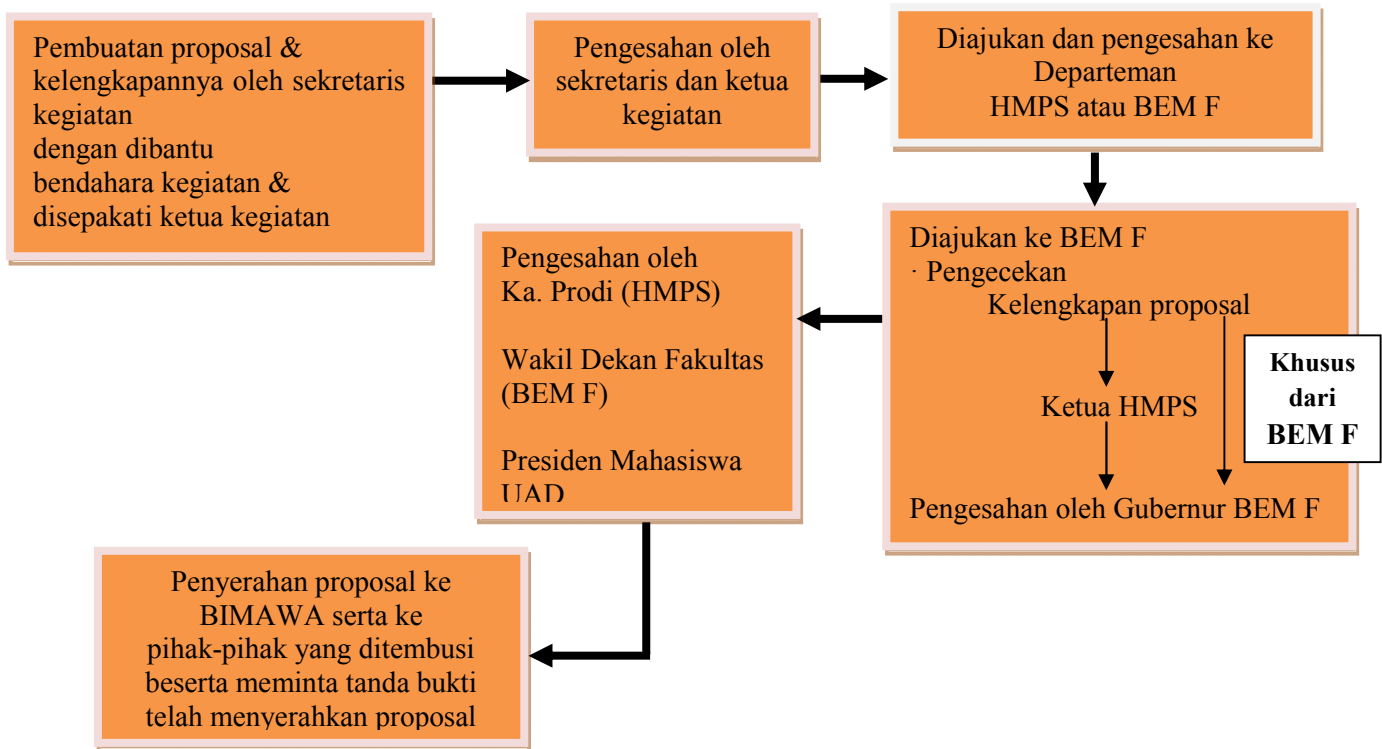 Pembuatan proposal &
kelengkapannya oleh sekretaris
kegiatan
dengan dibantu
bendahara kegiatan &
disepakati ketua kegiatan
Pengesahan oleh
sekretaris dan ketua
kegiatan
Diajukan dan pengesahan ke
Departeman
HMPS atau BEM F
Diajukan ke BEM F
· Pengecekan
Kelengkapan proposal
Ketua HMPS
Pengesahan oleh Gubernur BEM F
Khusus
dari
BEM F
Pengesahan oleh
Ka. Prodi (HMPS)
Wakil Dekan Fakultas
(BEM F)
Presiden Mahasiswa
UAD
Penyerahan proposal ke
BIMAWA serta ke
pihak-pihak yang ditembusi
beserta meminta tanda bukti
telah menyerahkan proposal